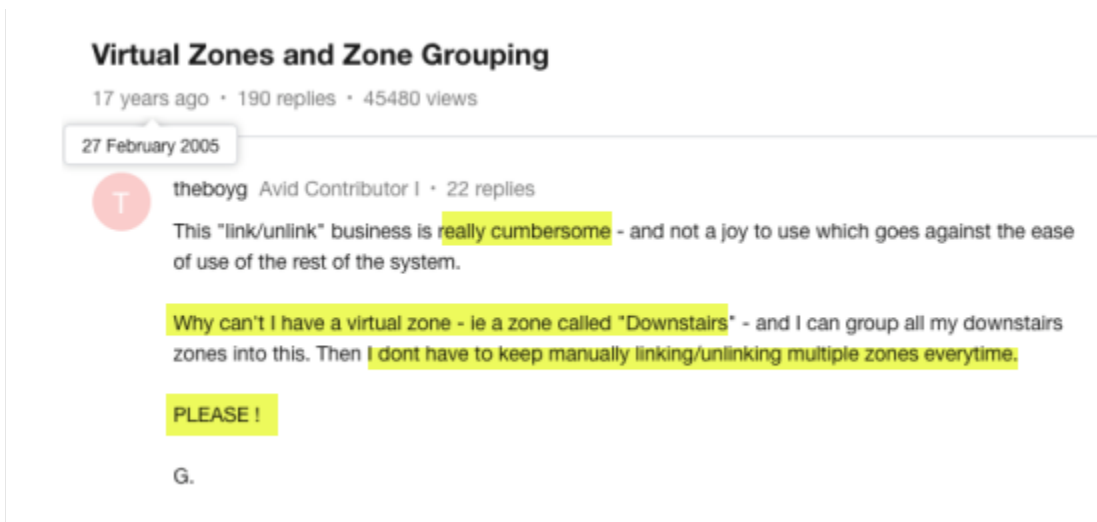 Virtual Zones and Zone Grouping
17 years ago • 190 replies • 45480 views
27 February 2005
T
theboyg Avid Contributor I • 22 replies
This "link/unlink" business is really cumbersome - and not a joy to use which goes against the ease
of use of the rest of the system.
Why can't I have a virtual zone - ie a zone called "Downstairs" - and I can group all my downstairs
zones into this. Then I dont have to keep manually linking/unlinking multiple zones everytime.
PLEASE !
G.